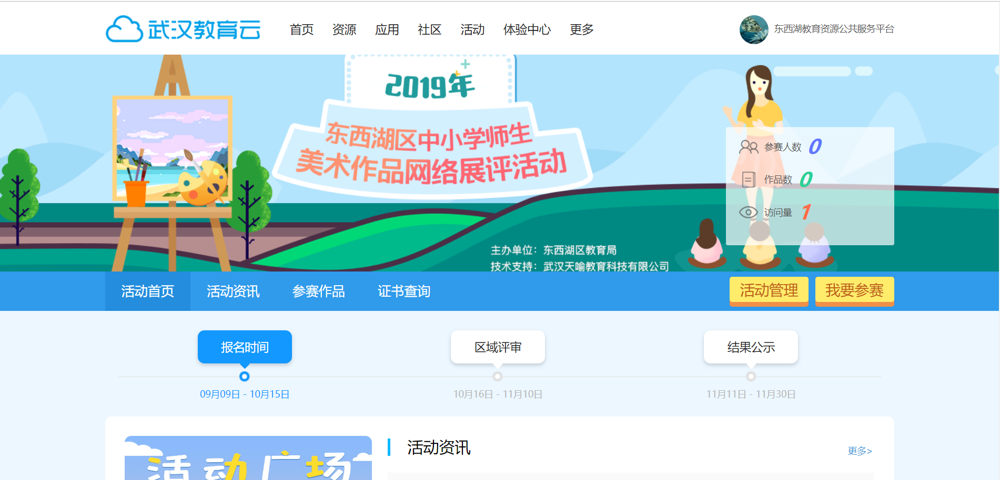 武汉教育云
首页 资源 应用 社区 活动 体验中心 更多
东西湖教育资源公共服务平台
2019年
东西湖区中小学师生
美术作品网络展评活动
参赛人数 0
作品数 0
访问量 1
主办单位：东西湖区教育局
技术支持：武汉天喻教育科技有限公司
活动首页 活动资讯 参赛作品 证书查询 活动管理 我要参赛
报名时间 区域评审 结果公示
09月09日 - 10月15日 10月16日 - 11月10日 11月11日 - 11月30日
活动广场
活动资讯
更多>